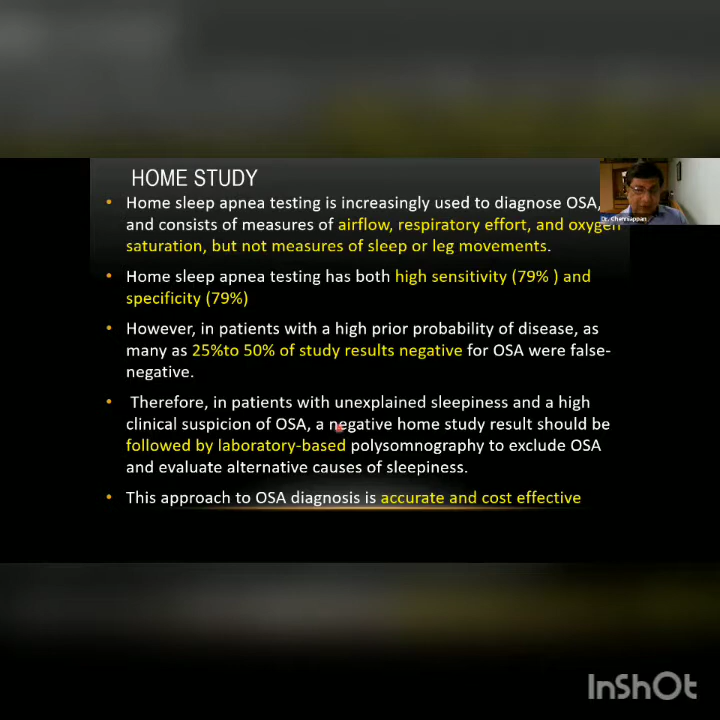 HOME STUDY
• Home sleep apnea testing is increasingly used to diagnose OSA,
and consists of measures of airflow, respiratory effort, and oxygen
saturation, but not measures of sleep or leg movements.
• Home sleep apnea testing has both high sensitivity (79% ) and
specificity (79%)
• However, in patients with a high prior probability of disease, as
many as 25%to 50% of study results negative for OSA were false-
negative.
• Therefore, in patients with unexplained sleepiness and a high
clinical suspicion of OSA, a negative home study result should be
followed by laboratory-based polysomnography to exclude OSA
and evaluate alternative causes of sleepiness.
• This approach to OSA diagnosis is accurate and cost effective
Dr. Chenniappan
InShOt